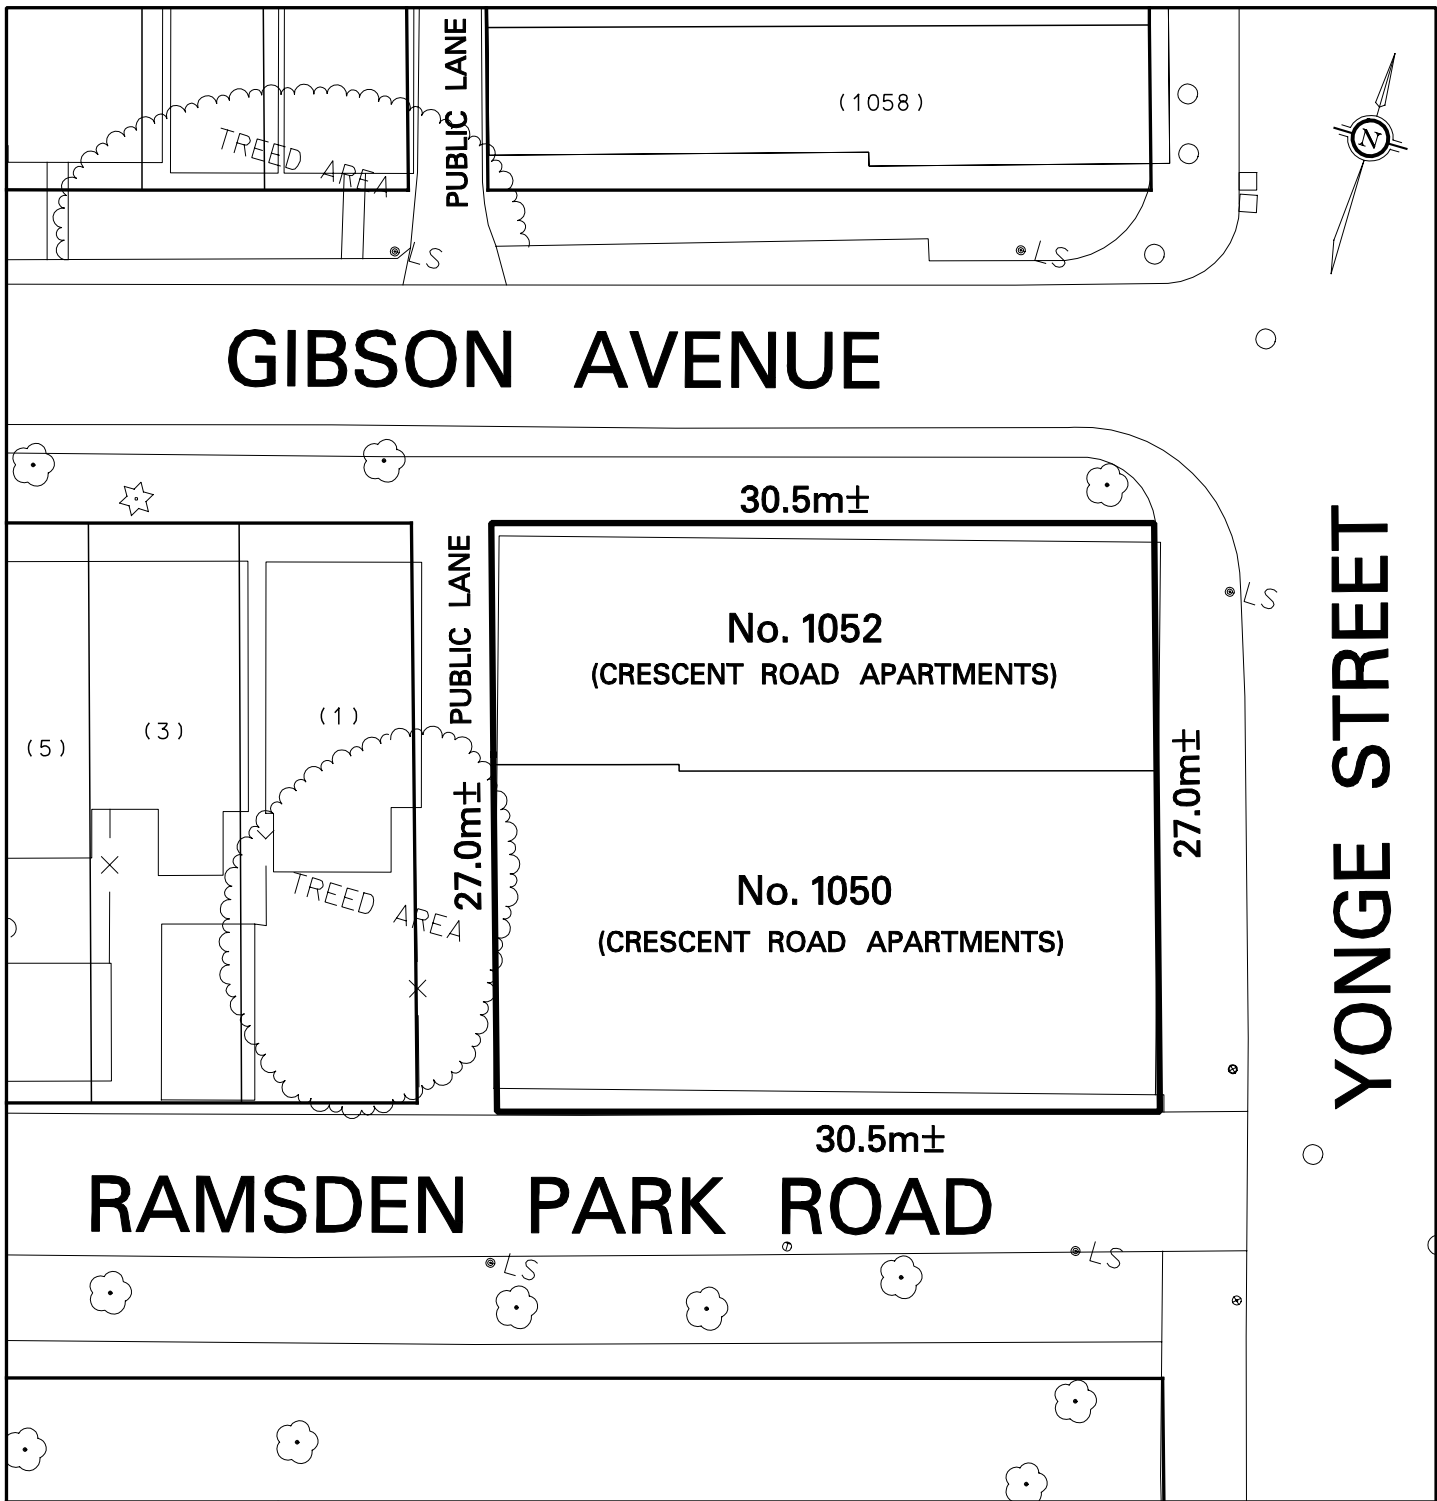 PUBLIC LANE
(1058)
TREED AREA
N
LS
LS
GIBSON AVENUE
30.5m±
PUBLIC LANE
No. 1052
(CRESCENT ROAD APARTMENTS)
LS
YONGE STREET
(1)
(3)
(5)
27.0m±
27.0m±
No. 1050
(CRESCENT ROAD APARTMENTS)
TREED AREA
30.5m±
RAMSDEN PARK ROAD
LS
LS